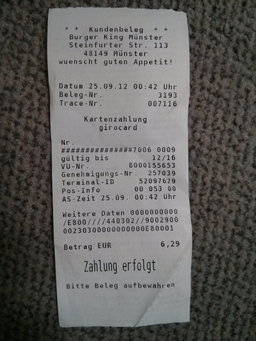 * * Kundenbeleg * *
Burger King Münster
Steinfurter Str. 113
48149 Münster
wuenscht guten Appetit!
Datum 25.09.12 00:42 Uhr
Beleg-Nr. 3193
Trace-Nr. 007116
Kartenzahlung
girocard
Nr.
###############7006 0009
gültig bis 12/16
VU-Nr. 8000155653
Genehmigungs-Nr. 257039
Terminal-ID 52097629
Pos-Info 00 053 00
AS-Zeit 25.09. 00:42 Uhr
Weitere Daten 0000000000
/E800////440302//9002900
00230300000000000E80001
Betrag EUR 6,29
Zahlung erfolgt
Bitte Beleg aufbewahren